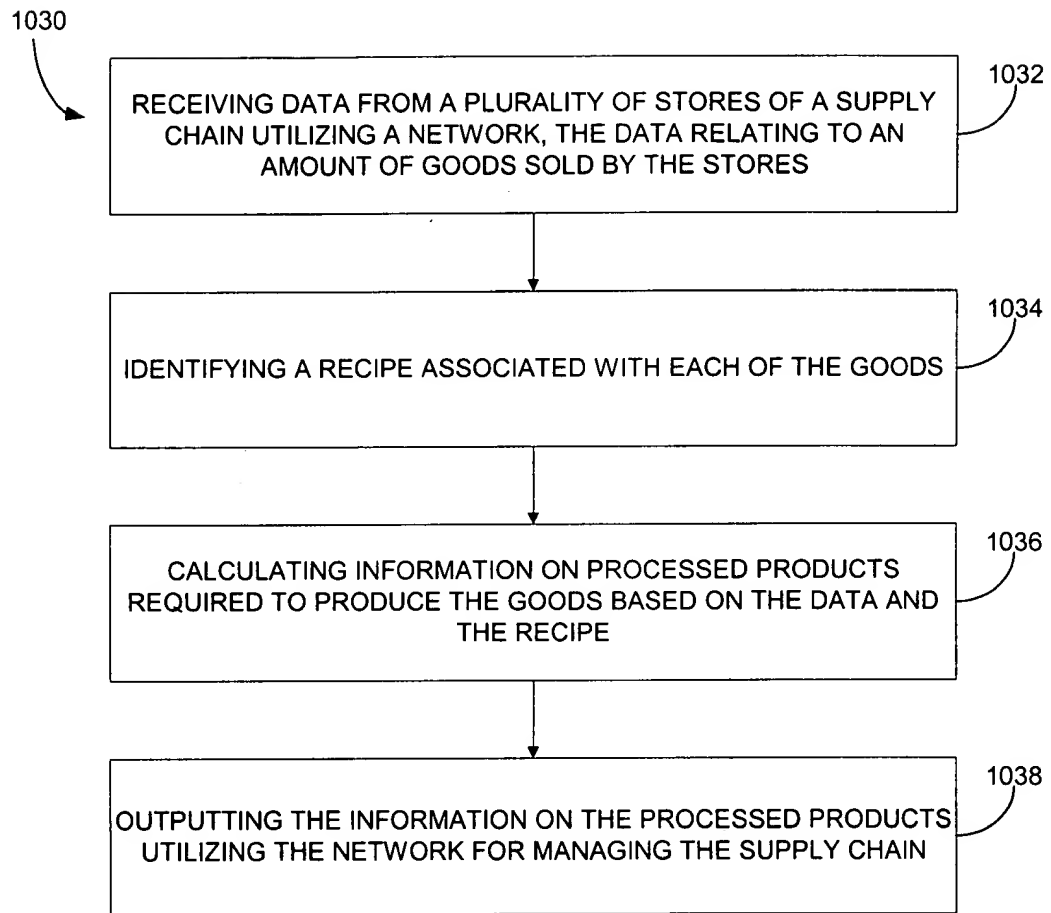 1030
1032
RECEIVING DATA FROM A PLURALITY OF STORES OF A SUPPLY
CHAIN UTILIZING A NETWORK, THE DATA RELATING TO AN
AMOUNT OF GOODS SOLD BY THE STORES
1034
IDENTIFYING A RECIPE ASSOCIATED WITH EACH OF THE GOODS
1036
CALCULATING INFORMATION ON PROCESSED PRODUCTS
REQUIRED TO PRODUCE THE GOODS BASED ON THE DATA AND
THE RECIPE
1038
OUTPUTTING THE INFORMATION ON THE PROCESSED PRODUCTS
UTILIZING THE NETWORK FOR MANAGING THE SUPPLY CHAIN